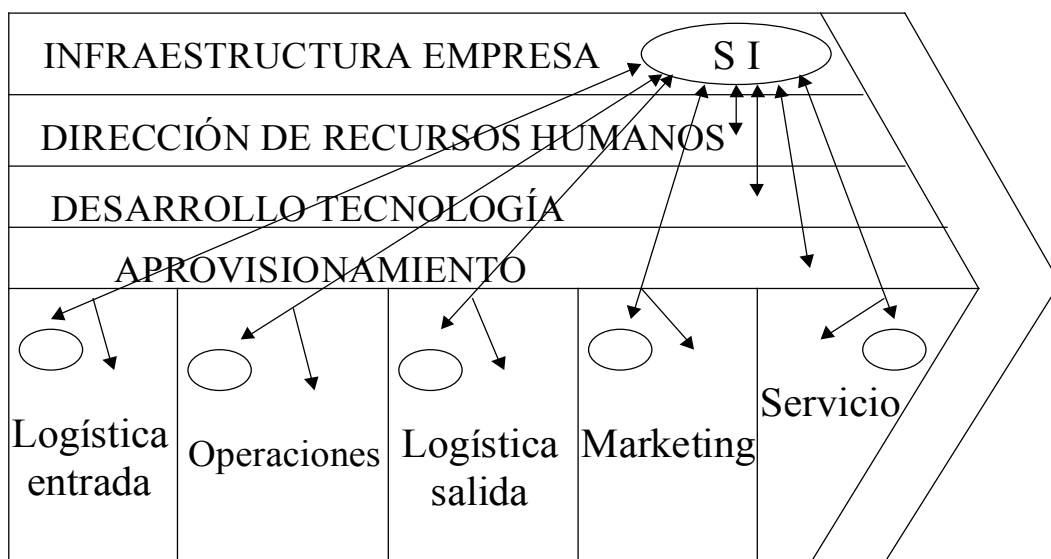 INFRAESTRUCTURA EMPRESA
S I
DIRECCIÓN DE RECURSOS HUMANOS
DESARROLLO TECNOLOGÍA
APROVISIONAMIENTO
Logística
entrada
Operaciones
Logística
salida
Marketing
Servicio